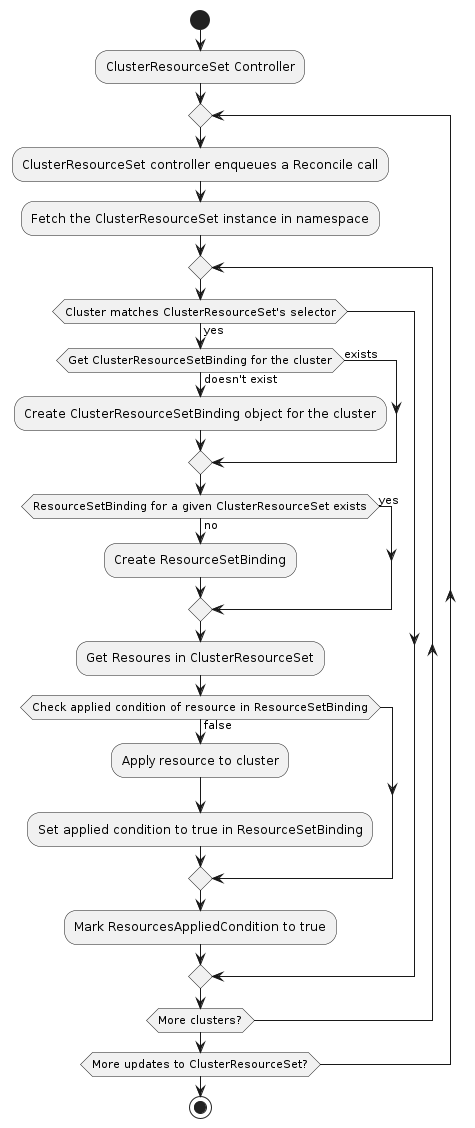 ClusterResourceSet Controller
ClusterResourceSet controller enqueues a Reconcile call
Fetch the ClusterResourceSet instance in namespace
Cluster matches ClusterResourceSet's selector
yes
Get ClusterResourceSetBinding for the cluster
exists
doesn't exist
Create ClusterResourceSetBinding object for the cluster
ResourceSetBinding for a given ClusterResourceSet exists
yes
no
Create ResourceSetBinding
Get Resoures in ClusterResourceSet
Check applied condition of resource in ResourceSetBinding
false
Apply resource to cluster
Set applied condition to true in ResourceSetBinding
Mark ResourcesAppliedCondition to true
More clusters?
More updates to ClusterResourceSet?